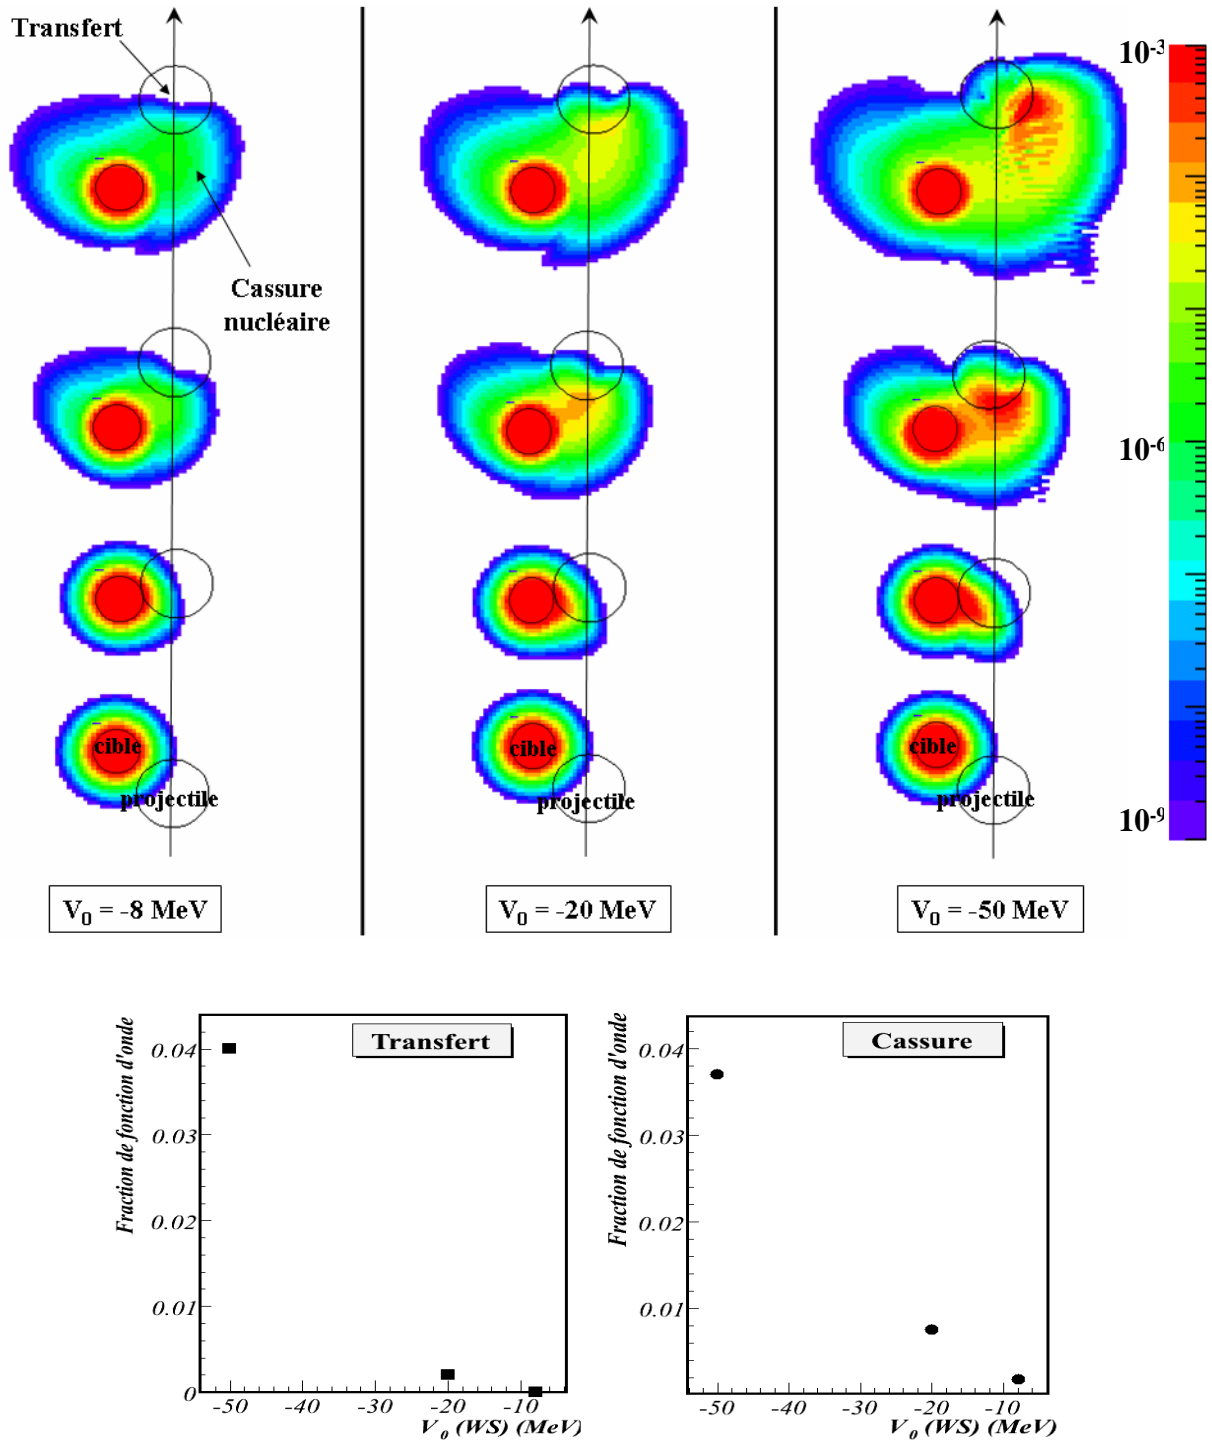 Transfert
10⁻³
Cassure
nucléaire
10⁻⁶
cible
cible
cible
projectile
projectile
projectile
10⁻⁹
V₀ = -8 MeV
V₀ = -20 MeV
V₀ = -50 MeV
Transfert
Fraction de fonction d'onde
0.04
0.03
0.02
0.01
0
-50 -40 -30 -20 -10
V₀ (WS) (MeV)
Cassure
Fraction de fonction d'onde
0.04
0.03
0.02
0.01
-50 -40 -30 -20 -10
V₀ (WS) (MeV)